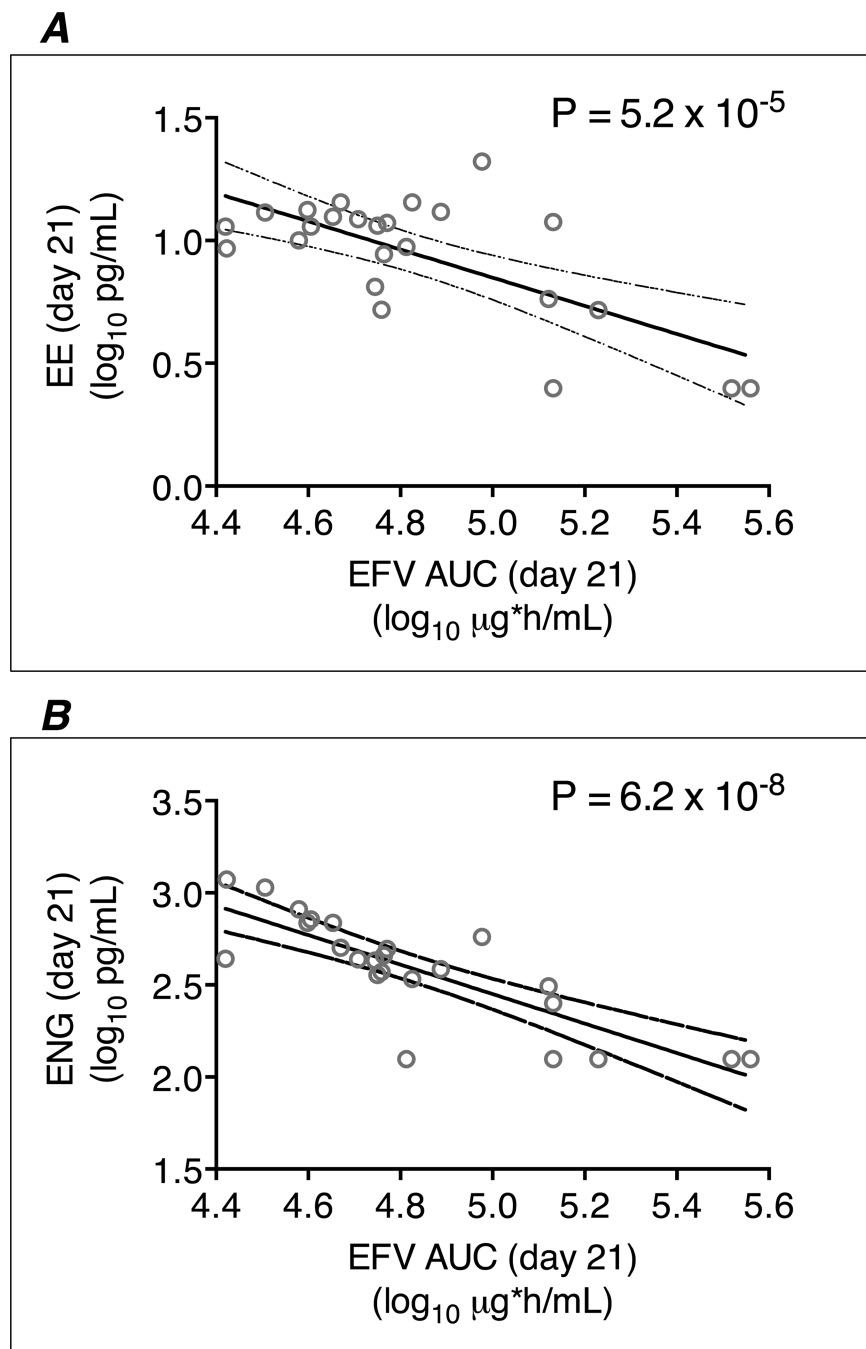 A
P = 5.2 x 10-5
1.5
1.0
0.5
0.0
EE (day 21)
(log10 pg/mL)
4.4 4.6 4.8 5.0 5.2 5.4 5.6
EFV AUC (day 21)
(log10 µg*h/mL)
B
P = 6.2 x 10-8
3.5
3.0
2.5
2.0
1.5
ENG (day 21)
(log10 pg/mL)
4.4 4.6 4.8 5.0 5.2 5.4 5.6
EFV AUC (day 21)
(log10 µg*h/mL)